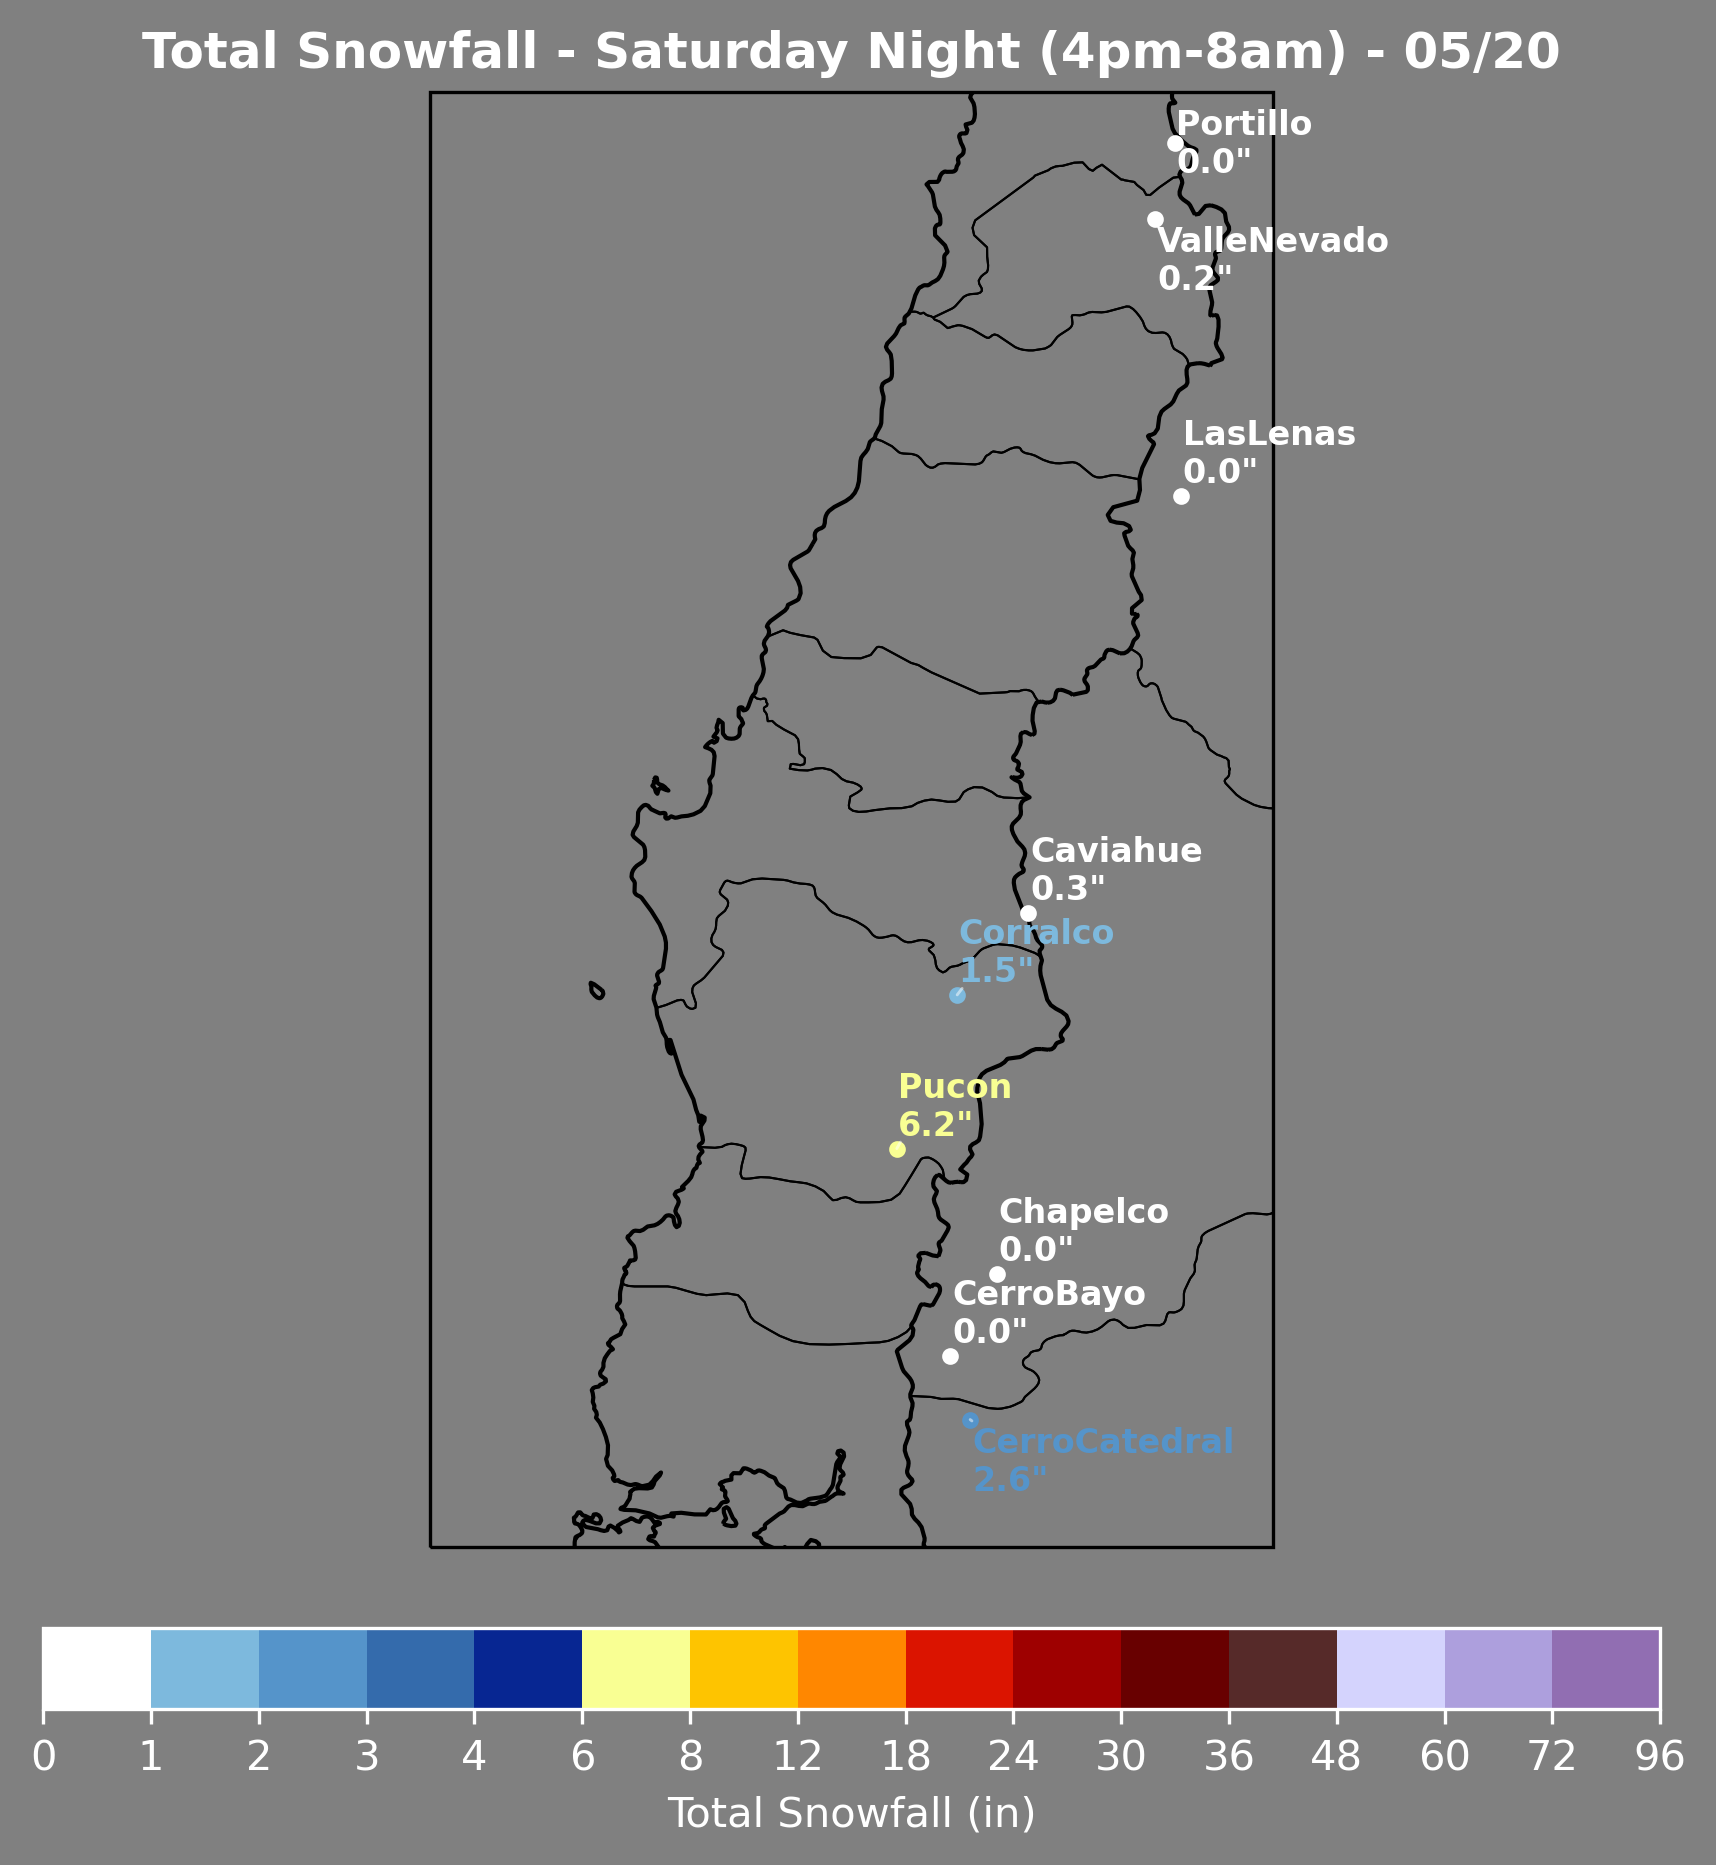 Total Snowfall - Saturday Night (4pm-8am) - 05/20
Portillo
0.0"
ValleNevado
0.2"
LasLenas
0.0"
Caviahue
0.3"
Corralco
1.5"
Pucon
6.2"
Chapelco
0.0"
CerroBayo
0.0"
CerroCatedral
2.6"
0 1 2 3 4 6 8 12 18 24 30 36 48 60 72 96
Total Snowfall (in)